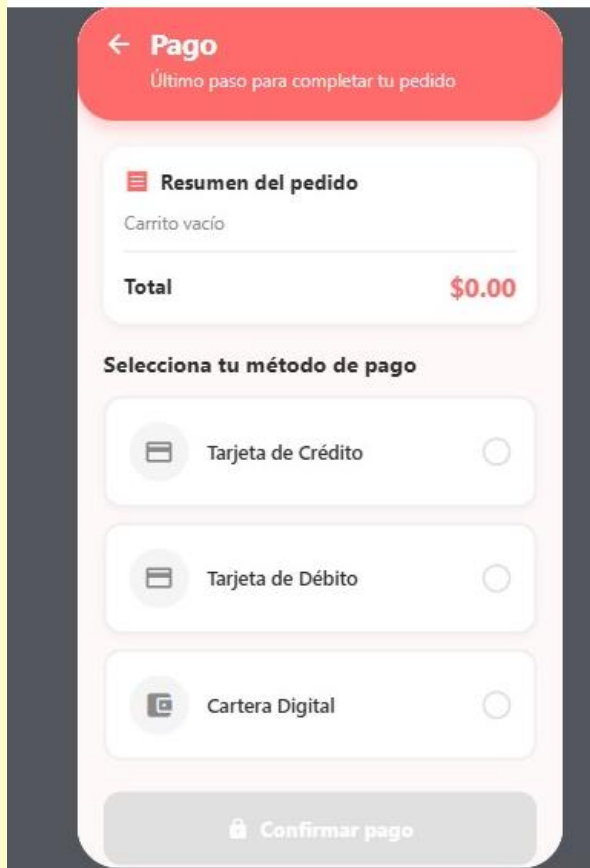 Pago
Último paso para completar tu pedido
Resumen del pedido
Carrito vacío
Total $0.00
Selecciona tu método de pago
Tarjeta de Crédito
Tarjeta de Débito
Cartera Digital
Confirmar pago